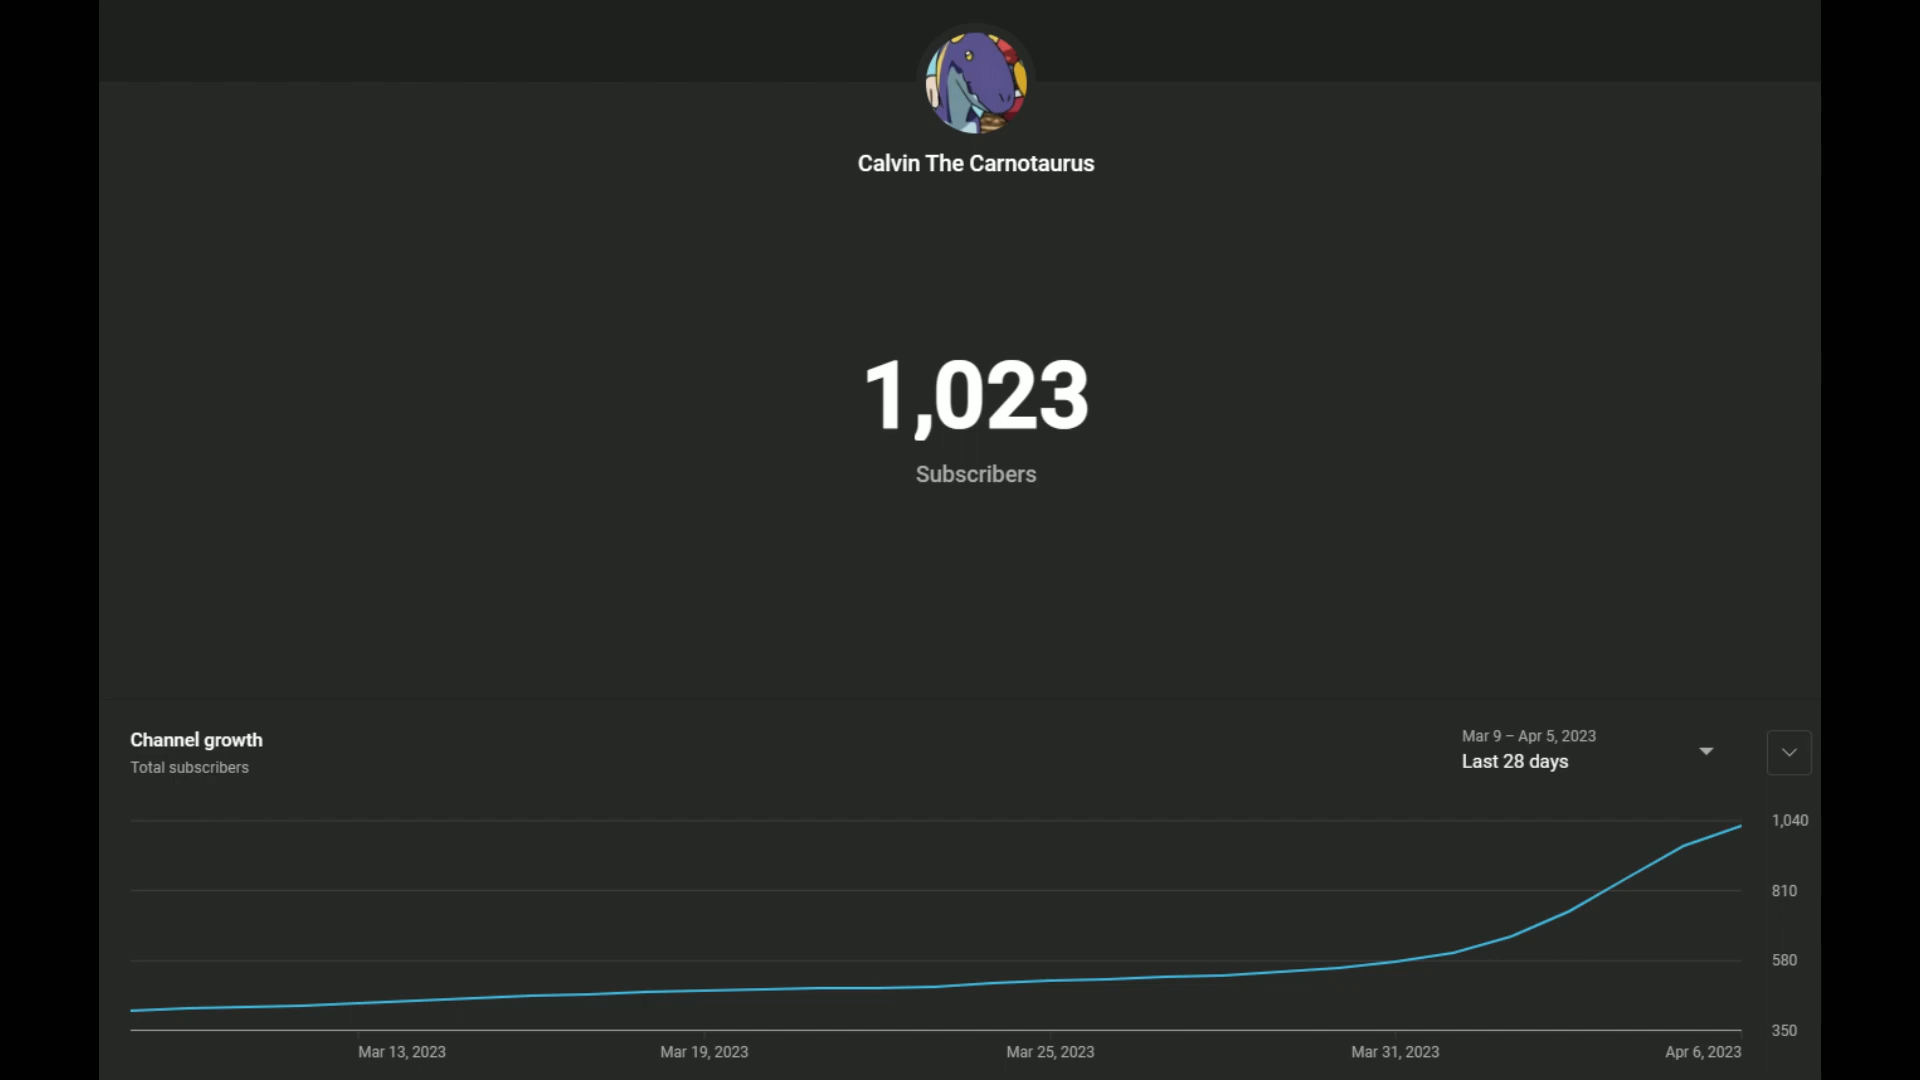 Calvin The Carnotaurus
1,023
Subscribers
Channel growth
Total subscribers
Mar 9 – Apr 5, 2023
Last 28 days
1,040
810
580
350
Mar 13, 2023
Mar 19, 2023
Mar 25, 2023
Mar 31, 2023
Apr 6, 2023